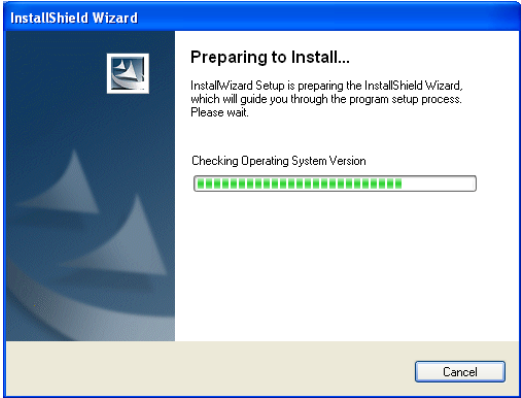 InstallShield Wizard
Preparing to Install...
InstallWizard Setup is preparing the InstallShield Wizard,
which will guide you through the program setup process.
Please wait.
Checking Operating System Version
Cancel